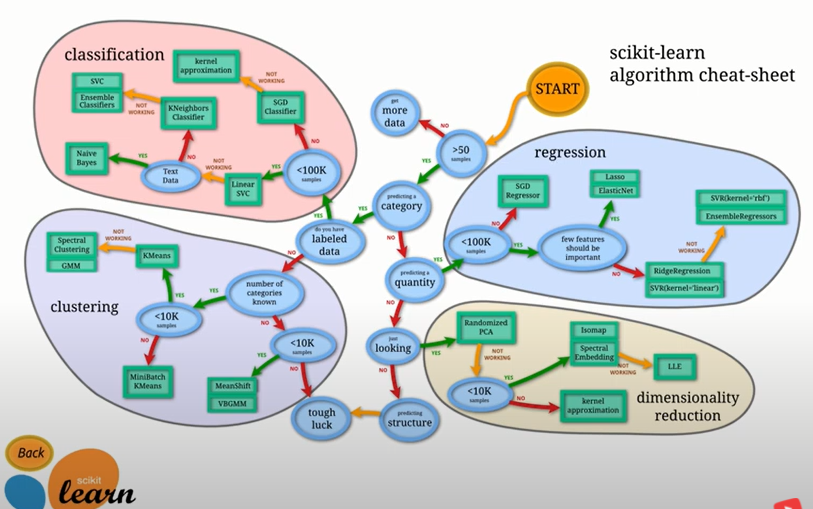 scikit-learn
algorithm cheat-sheet
START
get
more
data
NO
>50
samples
YES
predicting a
category
YES
NO
do you have
labeled
data
YES
NO
predicting a
quantity
YES
NO
just
looking
YES
NO
predicting
structure
tough
luck
classification
kernel
approximation
NOT
WORKING
SVC
Ensemble
Classifiers
NOT
WORKING
KNeighbors
Classifier
SGD
Classifier
NO
NO
<100K
samples
YES
Naive
Bayes
YES
Text
Data
NOT
WORKING
Linear
SVC
regression
SGD
Regressor
NO
<100K
samples
YES
Lasso
ElasticNet
YES
few features
should be
important
NO
SVR(kernel='rbf')
EnsembleRegressors
NOT
WORKING
RidgeRegression
SVR(kernel='linear')
clustering
Spectral
Clustering
GMM
NOT
WORKING
KMeans
YES
<10K
samples
NO
MiniBatch
KMeans
YES
number of
categories
known
NO
<10K
samples
YES
NO
MeanShift
VBGMM
dimensionality
reduction
Randomized
PCA
NOT
WORKING
<10K
samples
YES
NO
Isomap
Spectral
Embedding
NOT
WORKING
LLE
kernel
approximation
Back
scikit
learn